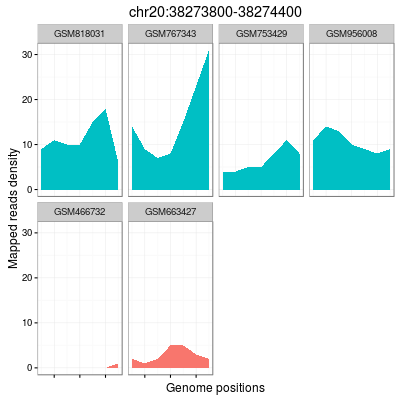 chr20:38273800-38274400
GSM818031 GSM767343 GSM753429 GSM956008
30
20
10
0
GSM466732 GSM663427
30
20
10
0
Mapped reads density
Genome positions